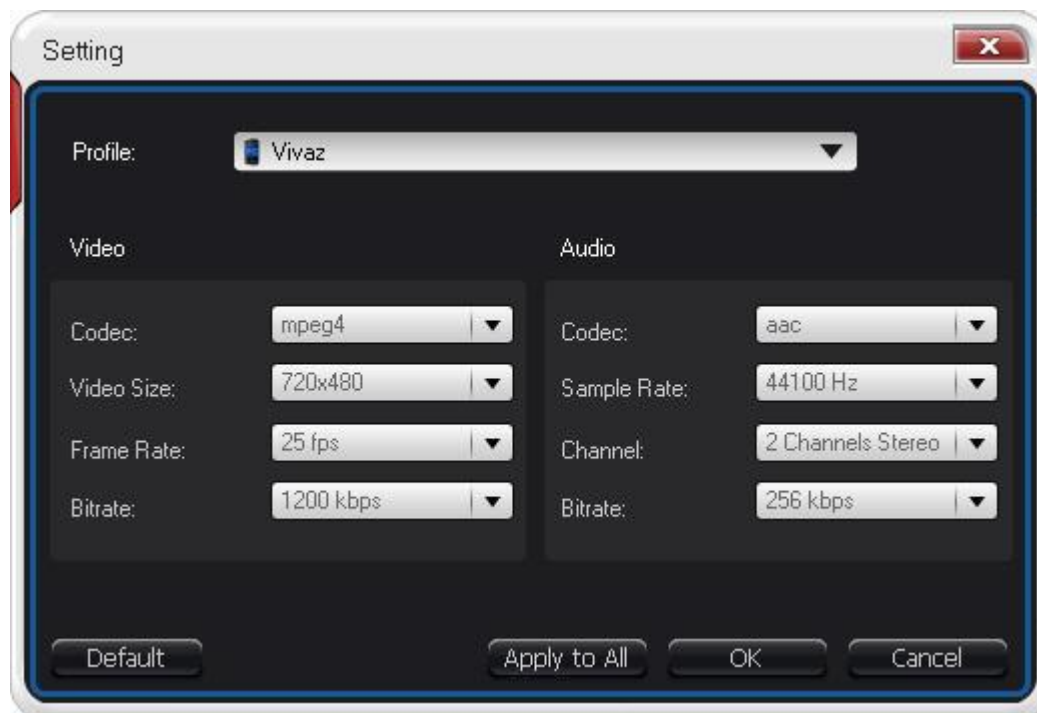 Setting
Profile: Vivaz
Video
Codec: mpeg4
Video Size: 720x480
Frame Rate: 25 fps
Bitrate: 1200 kbps
Audio
Codec: aac
Sample Rate: 44100 Hz
Channel: 2 Channels Stereo
Bitrate: 256 kbps
Default
Apply to All
OK
Cancel